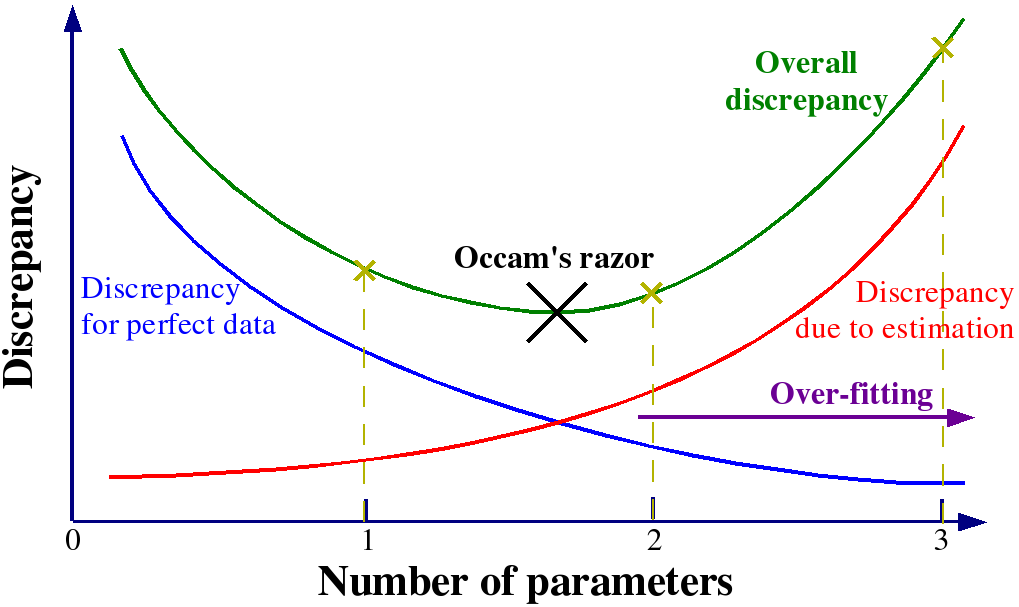 Overall
discrepancy
Occam's razor
Discrepancy
for perfect data
Discrepancy
due to estimation
Over-fitting
Discrepancy
0 1 2 3
Number of parameters